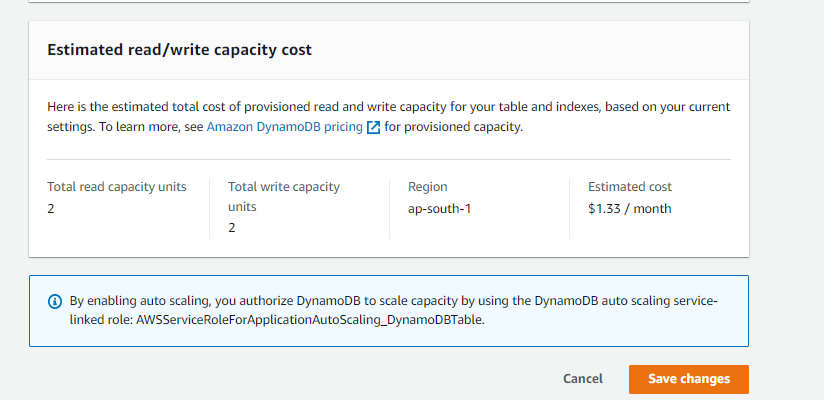 Estimated read/write capacity cost
Here is the estimated total cost of provisioned read and write capacity for your table and indexes, based on your current
settings. To learn more, see Amazon DynamoDB pricing for provisioned capacity.
Total read capacity units
2
Total write capacity
units
2
Region
ap-south-1
Estimated cost
$1.33 / month
By enabling auto scaling, you authorize DynamoDB to scale capacity by using the DynamoDB auto scaling service-
linked role: AWSServiceRoleForApplicationAutoScaling_DynamoDBTable.
Cancel
Save changes